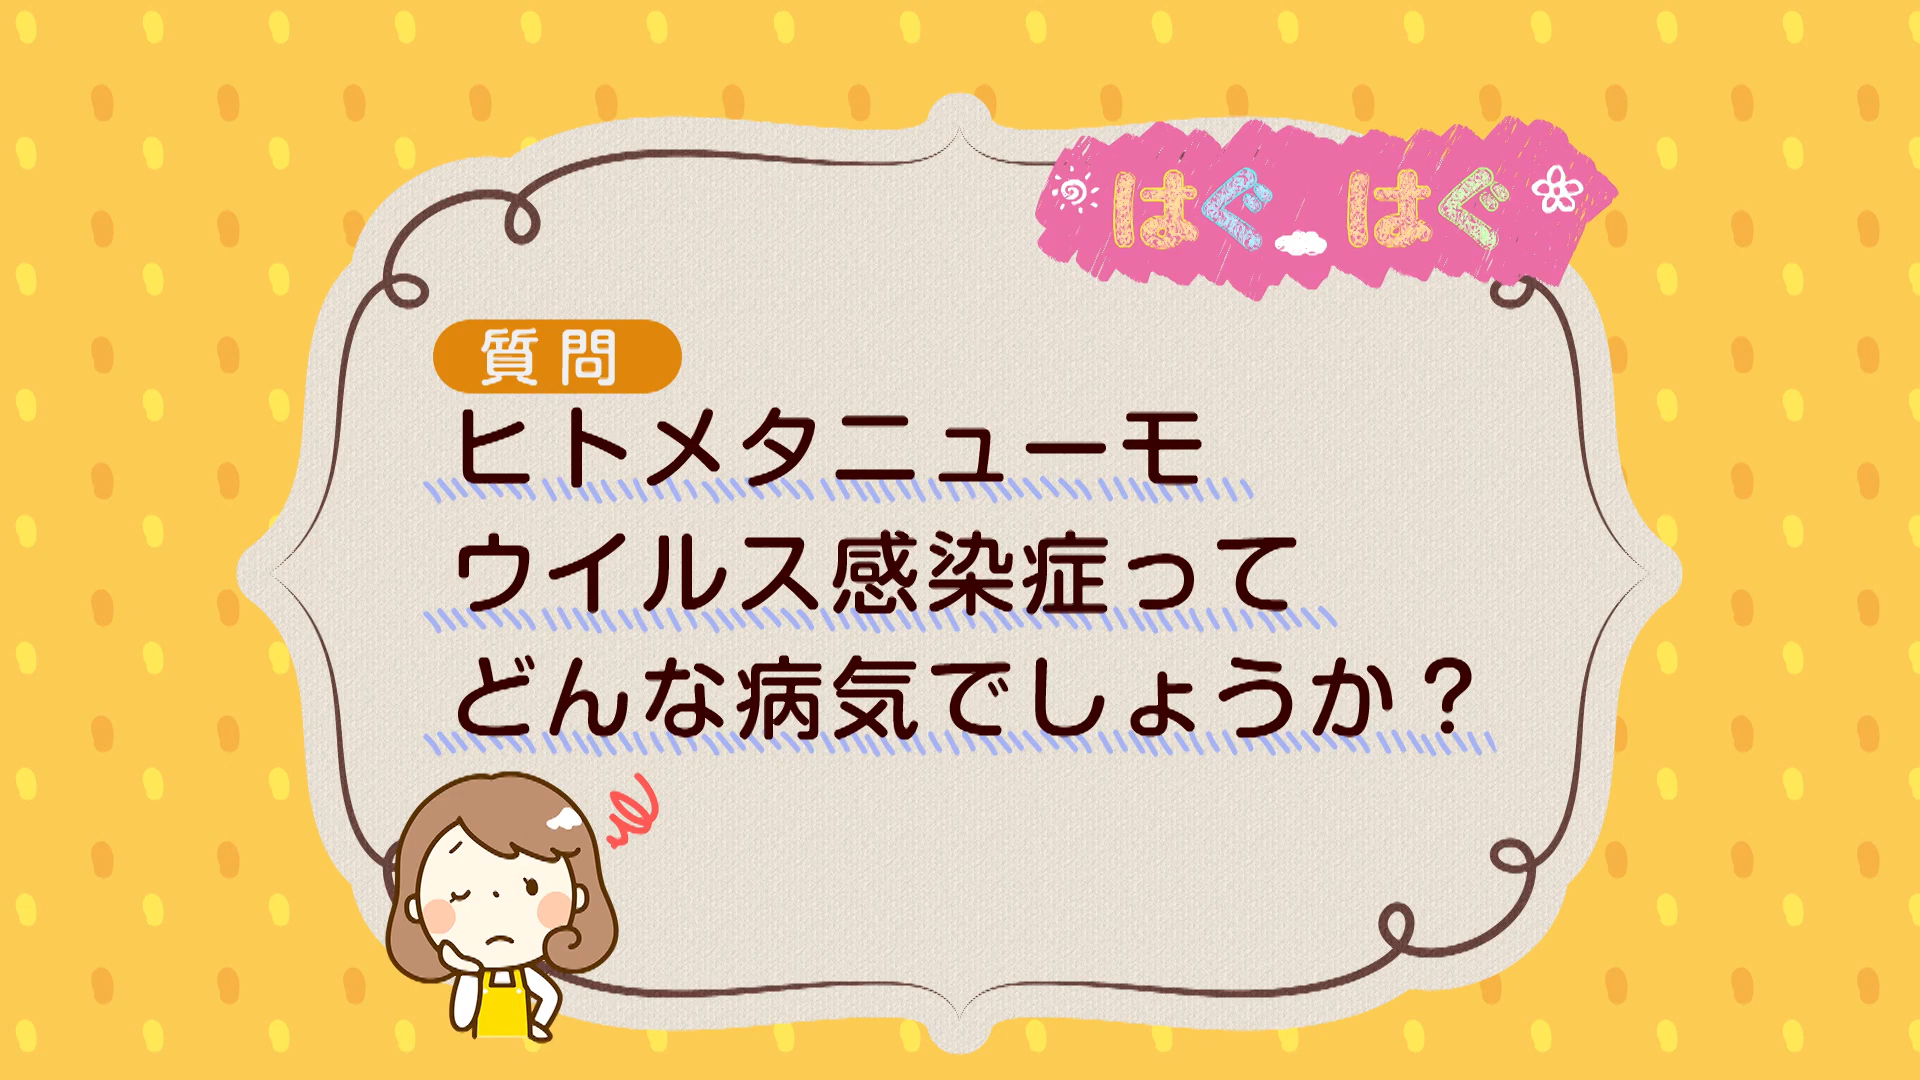 はぐはぐ
質問
ヒトメタニューモ
ウイルス感染症って
どんな病気でしょうか？